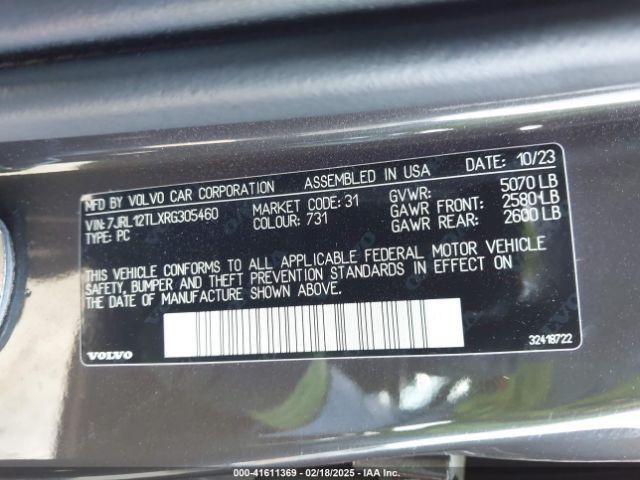 MFD BY VOLVO CAR CORPORATION ASSEMBLED IN USA DATE: 10/23
VIN: 7JRL12TLXRG305460 MARKET CODE: 31 GVWR: 5070 LB
TYPE: PC COLOUR: 731 GAWR FRONT: 2580 LB
GAWR REAR: 2600 LB
THIS VEHICLE CONFORMS TO ALL APPLICABLE FEDERAL MOTOR VEHICLE
SAFETY, BUMPER AND THEFT PREVENTION STANDARDS IN EFFECT ON
THE DATE OF MANUFACTURE SHOWN ABOVE.
VOLVO 32418722
000-41611369 - 02/18/2025 - IAA Inc.